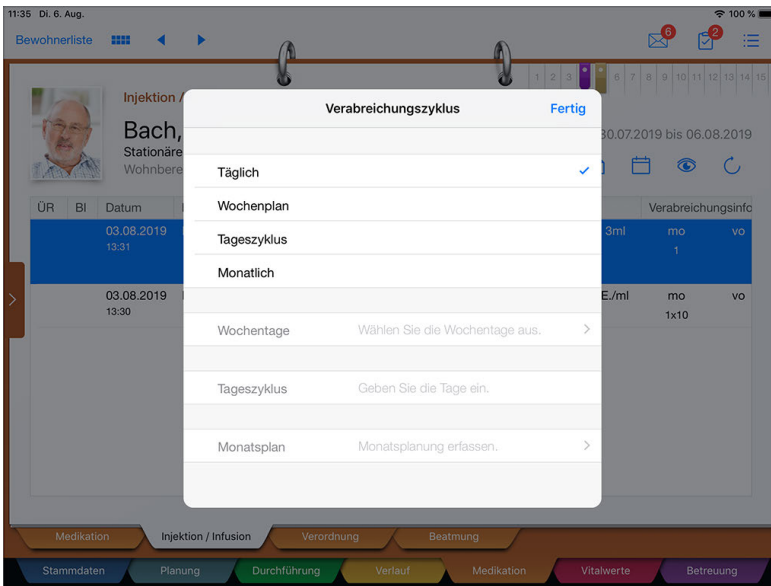 11:35 Di. 6. Aug. 100 %
Bewohnerliste 6 2
1 2 3 6 7 8 9 10 11 12 13 14 15
Injektion /
Bach,
Stationäre
Wohnbere
30.07.2019 bis 06.08.2019
Verabreichungszyklus Fertig
Täglich
Wochenplan
Tageszyklus
Monatlich
Wochentage Wählen Sie die Wochentage aus.
Tageszyklus Geben Sie die Tage ein.
Monatsplan Monatsplanung erfassen.
ÜR BI Datum Verabreichungsinfo
03.08.2019 3ml mo vo
13:31 1
03.08.2019 E./ml mo vo
13:30 1x10
Medikation Injektion / Infusion Verordnung Beatmung
Stammdaten Planung Durchführung Verlauf Medikation Vitalwerte Betreuung